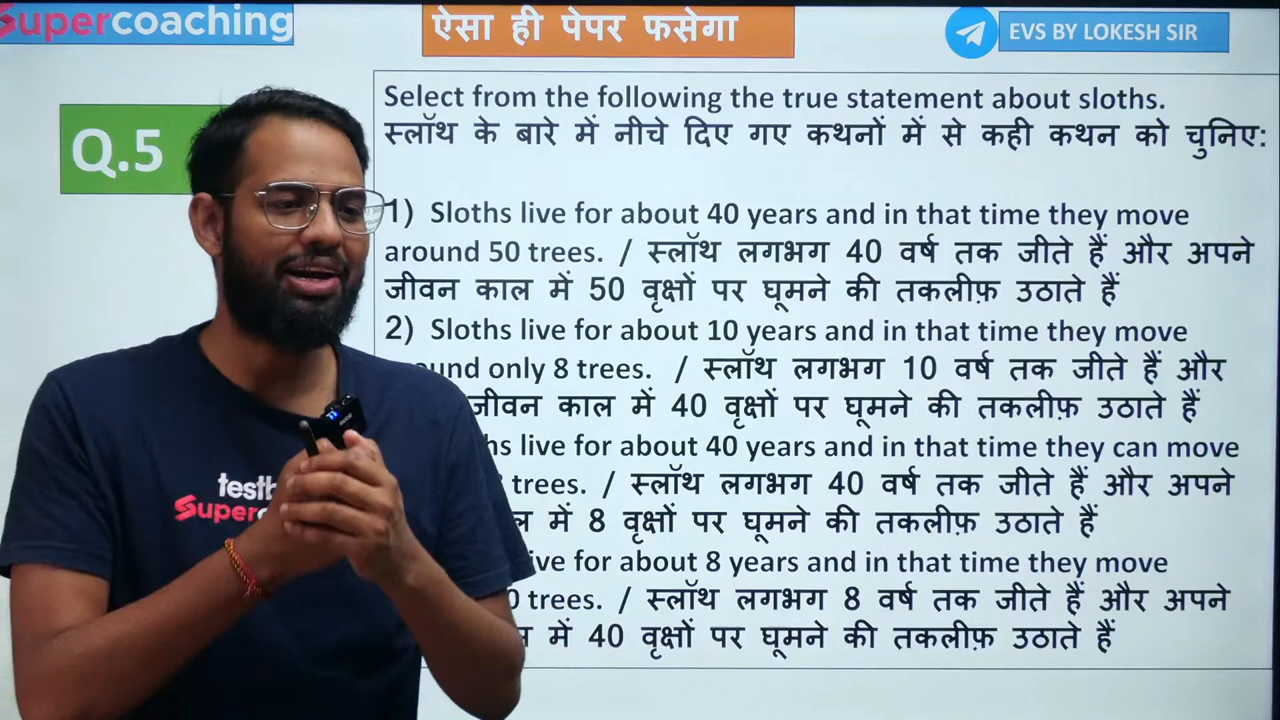 Supercoaching
ऐसा ही पेपर फसेगा
EVS BY LOKESH SIR
Q.5
Select from the following the true statement about sloths.
स्लॉथ के बारे में नीचे दिए गए कथनों में से कही कथन को चुनिए:
1) Sloths live for about 40 years and in that time they move
around 50 trees. / स्लॉथ लगभग 40 वर्ष तक जीते हैं और अपने
जीवन काल में 50 वृक्षों पर घूमने की तकलीफ़ उठाते हैं
2) Sloths live for about 10 years and in that time they move
only 8 trees. / स्लॉथ लगभग 10 वर्ष तक जीते हैं और
जीवन काल में 40 वृक्षों पर घूमने की तकलीफ़ उठाते हैं
live for about 40 years and in that time they can move
trees. / स्लॉथ लगभग 40 वर्ष तक जीते हैं और अपने
में 8 वृक्षों पर घूमने की तकलीफ़ उठाते हैं
for about 8 years and in that time they move
trees. / स्लॉथ लगभग 8 वर्ष तक जीते हैं और अपने
में 40 वृक्षों पर घूमने की तकलीफ़ उठाते हैं